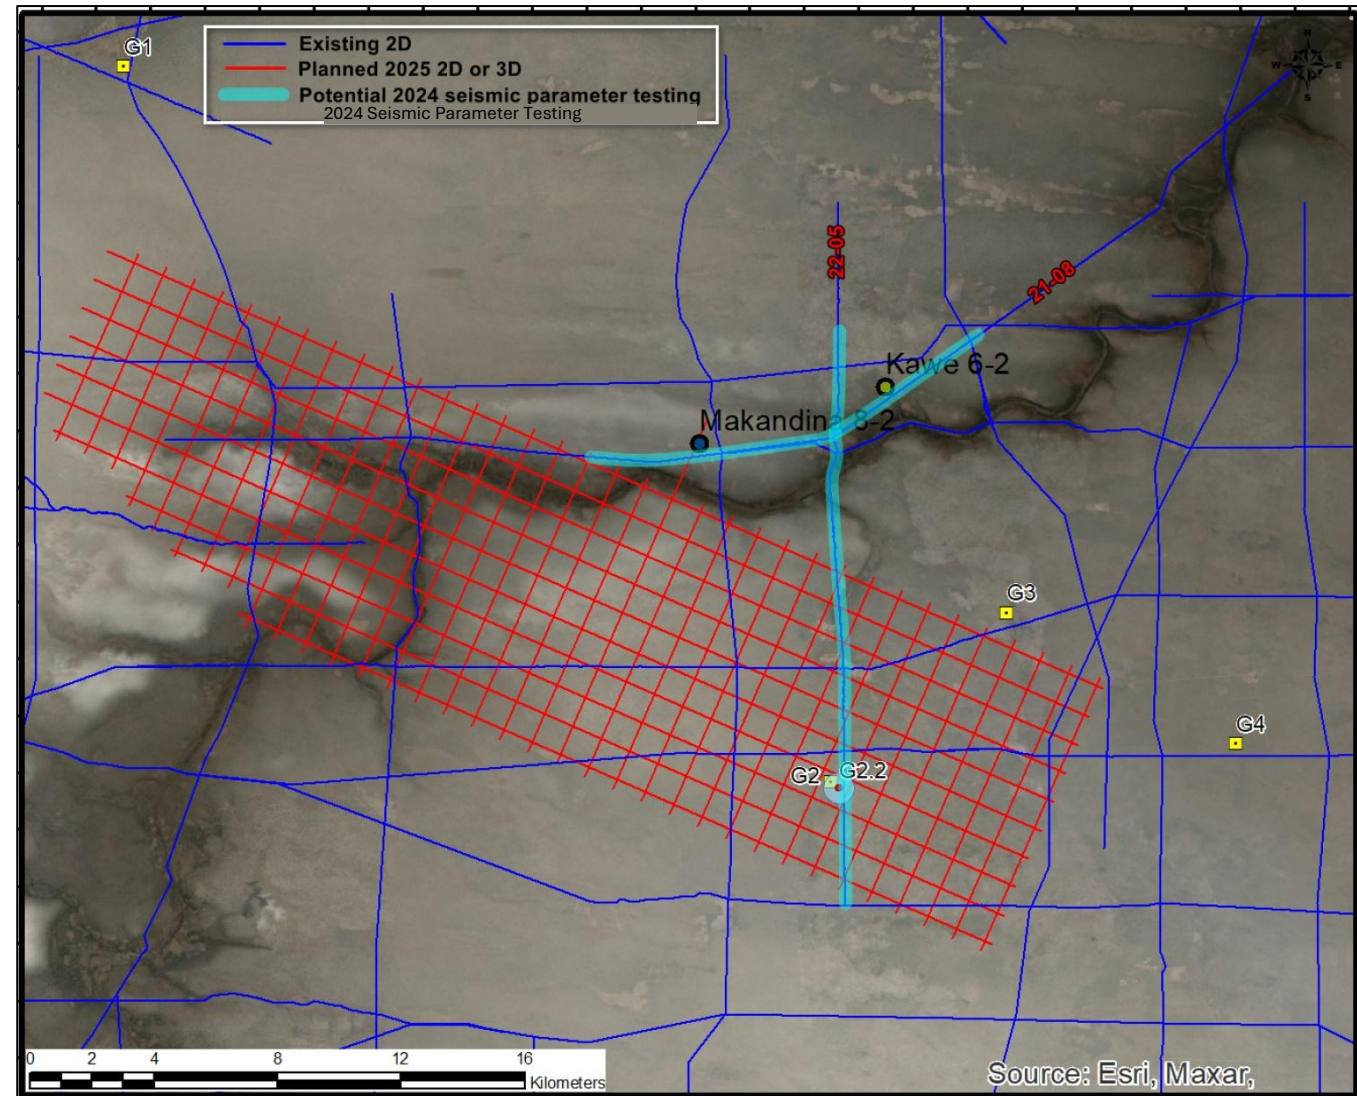 G1
Existing 2D
Planned 2025 2D or 3D
Potential 2024 seismic parameter testing
2024 Seismic Parameter Testing
N
W E
S
22-05
21-08
Kawe 6-2
Makandina 8-2
G3
G4
G2 G2.2
0 2 4 8 12 16
Kilometers
Source: Esri, Maxar,